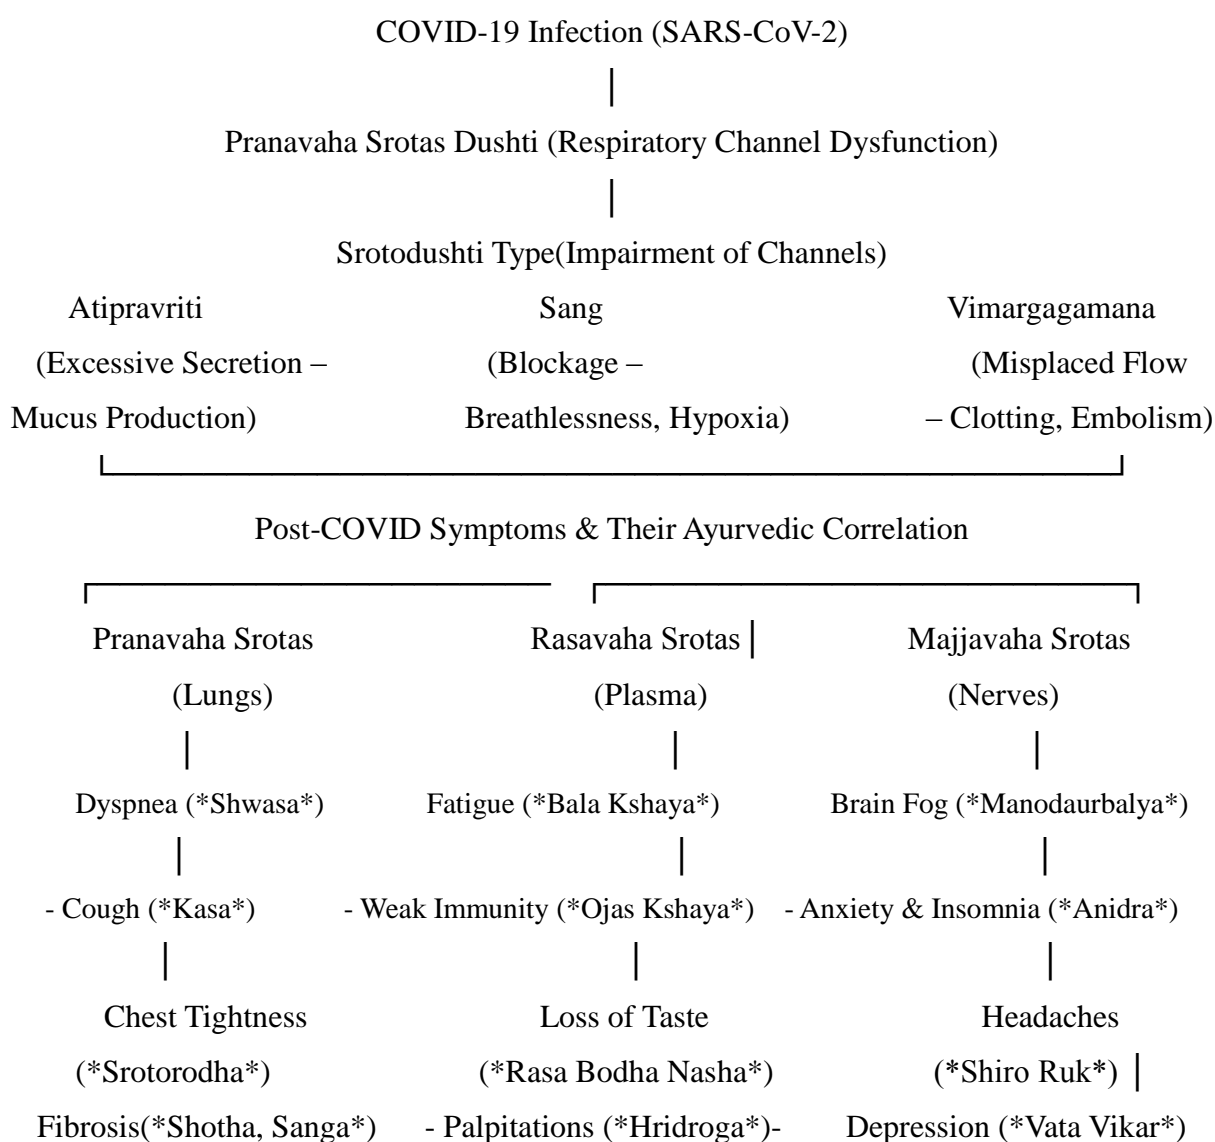 COVID-19 Infection (SARS-CoV-2)
Pranavaha Srotas Dushti (Respiratory Channel Dysfunction)
Srotodushti Type(Impairment of Channels)
Atipravriti Sang Vimargagamana
(Excessive Secretion – (Blockage – (Misplaced Flow
Mucus Production) Breathlessness, Hypoxia) – Clotting, Embolism)
Post-COVID Symptoms & Their Ayurvedic Correlation
Pranavaha Srotas Rasavaha Srotas Majjavaha Srotas
(Lungs) (Plasma) (Nerves)
Dyspnea (*Shwasa*) Fatigue (*Bala Kshaya*) Brain Fog (*Manodaurbalya*)
- Cough (*Kasa*) - Weak Immunity (*Ojas Kshaya*) - Anxiety & Insomnia (*Anidra*)
Chest Tightness Loss of Taste Headaches
(*Srotorodha*) (*Rasa Bodha Nasha*) (*Shiro Ruk*)
Fibrosis(*Shotha, Sanga*) - Palpitations (*Hridroga*)- Depression (*Vata Vikar*)